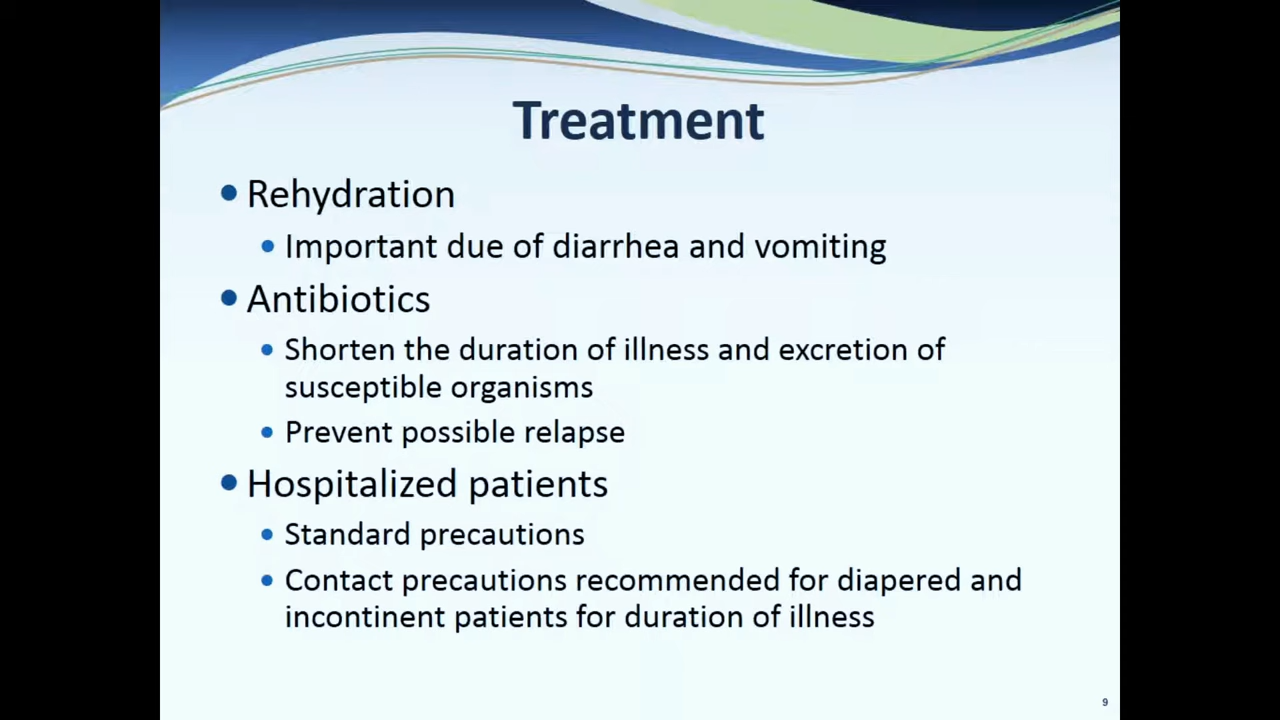 Treatment
• Rehydration
• Important due of diarrhea and vomiting
• Antibiotics
• Shorten the duration of illness and excretion of
susceptible organisms
• Prevent possible relapse
• Hospitalized patients
• Standard precautions
• Contact precautions recommended for diapered and
incontinent patients for duration of illness
9